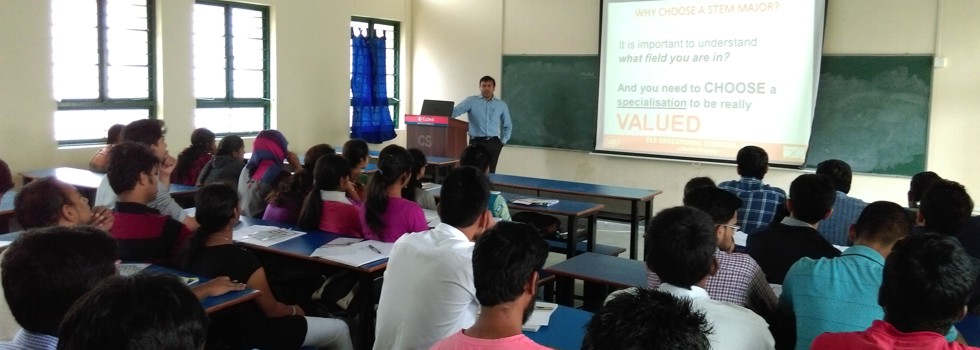 WHY CHOOSE A STEM MAJOR?
It is important to understand
what field you are in?
And you need to CHOOSE a
specialisation to be really
VALUED
CS